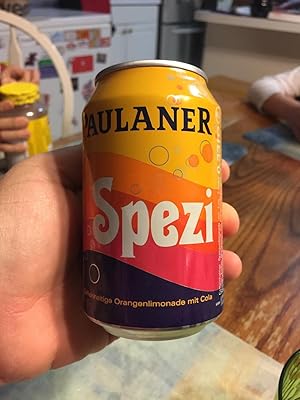 PAULANER
Spezi
Orangenlimonade mit Cola